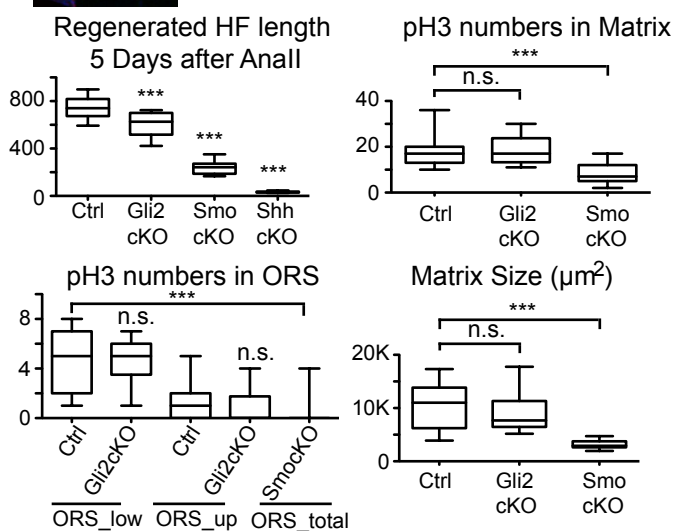 Regenerated HF length
5 Days after AnaII
***
***
***
800
400
0
Ctrl Gli2 cKO Smo cKO Shh cKO
pH3 numbers in Matrix
***
n.s.
40
20
0
Ctrl Gli2 cKO Smo cKO
pH3 numbers in ORS
***
n.s.
n.s.
8
4
0
Ctrl Gli2cKO Ctrl Gli2cKO SmocKO
ORS_low ORS_up ORS_total
Matrix Size (µm²)
***
n.s.
20K
10K
0
Ctrl Gli2 cKO Smo cKO